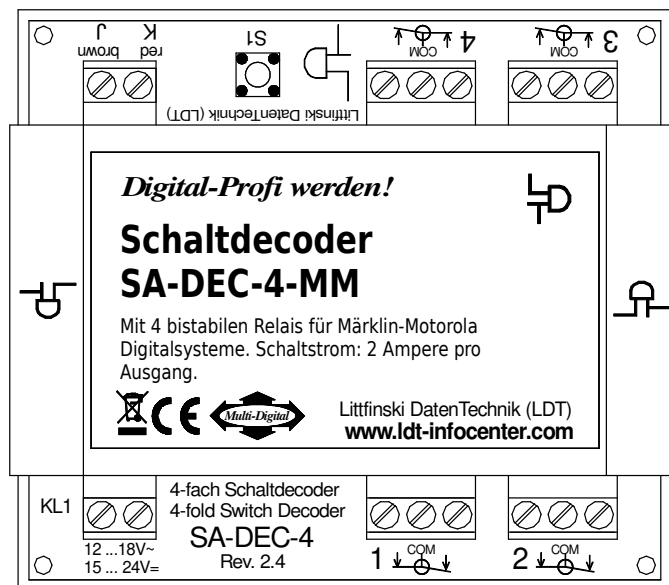 J K S1 4 3
brown red COM COM
Littfinski DatenTechnik (LDT)
Digital-Profi werden!
Schaltdecoder
SA-DEC-4-MM
Mit 4 bistabilen Relais für Märklin-Motorola
Digitalsysteme. Schaltstrom: 2 Ampere pro
Ausgang.
CE Multi-Digital
Littfinski DatenTechnik (LDT)
www.ldt-infocenter.com
KL1
12 ...18V~
15 ... 24V=
4-fach Schaltdecoder
4-fold Switch Decoder
SA-DEC-4
Rev. 2.4
1 COM
2 COM